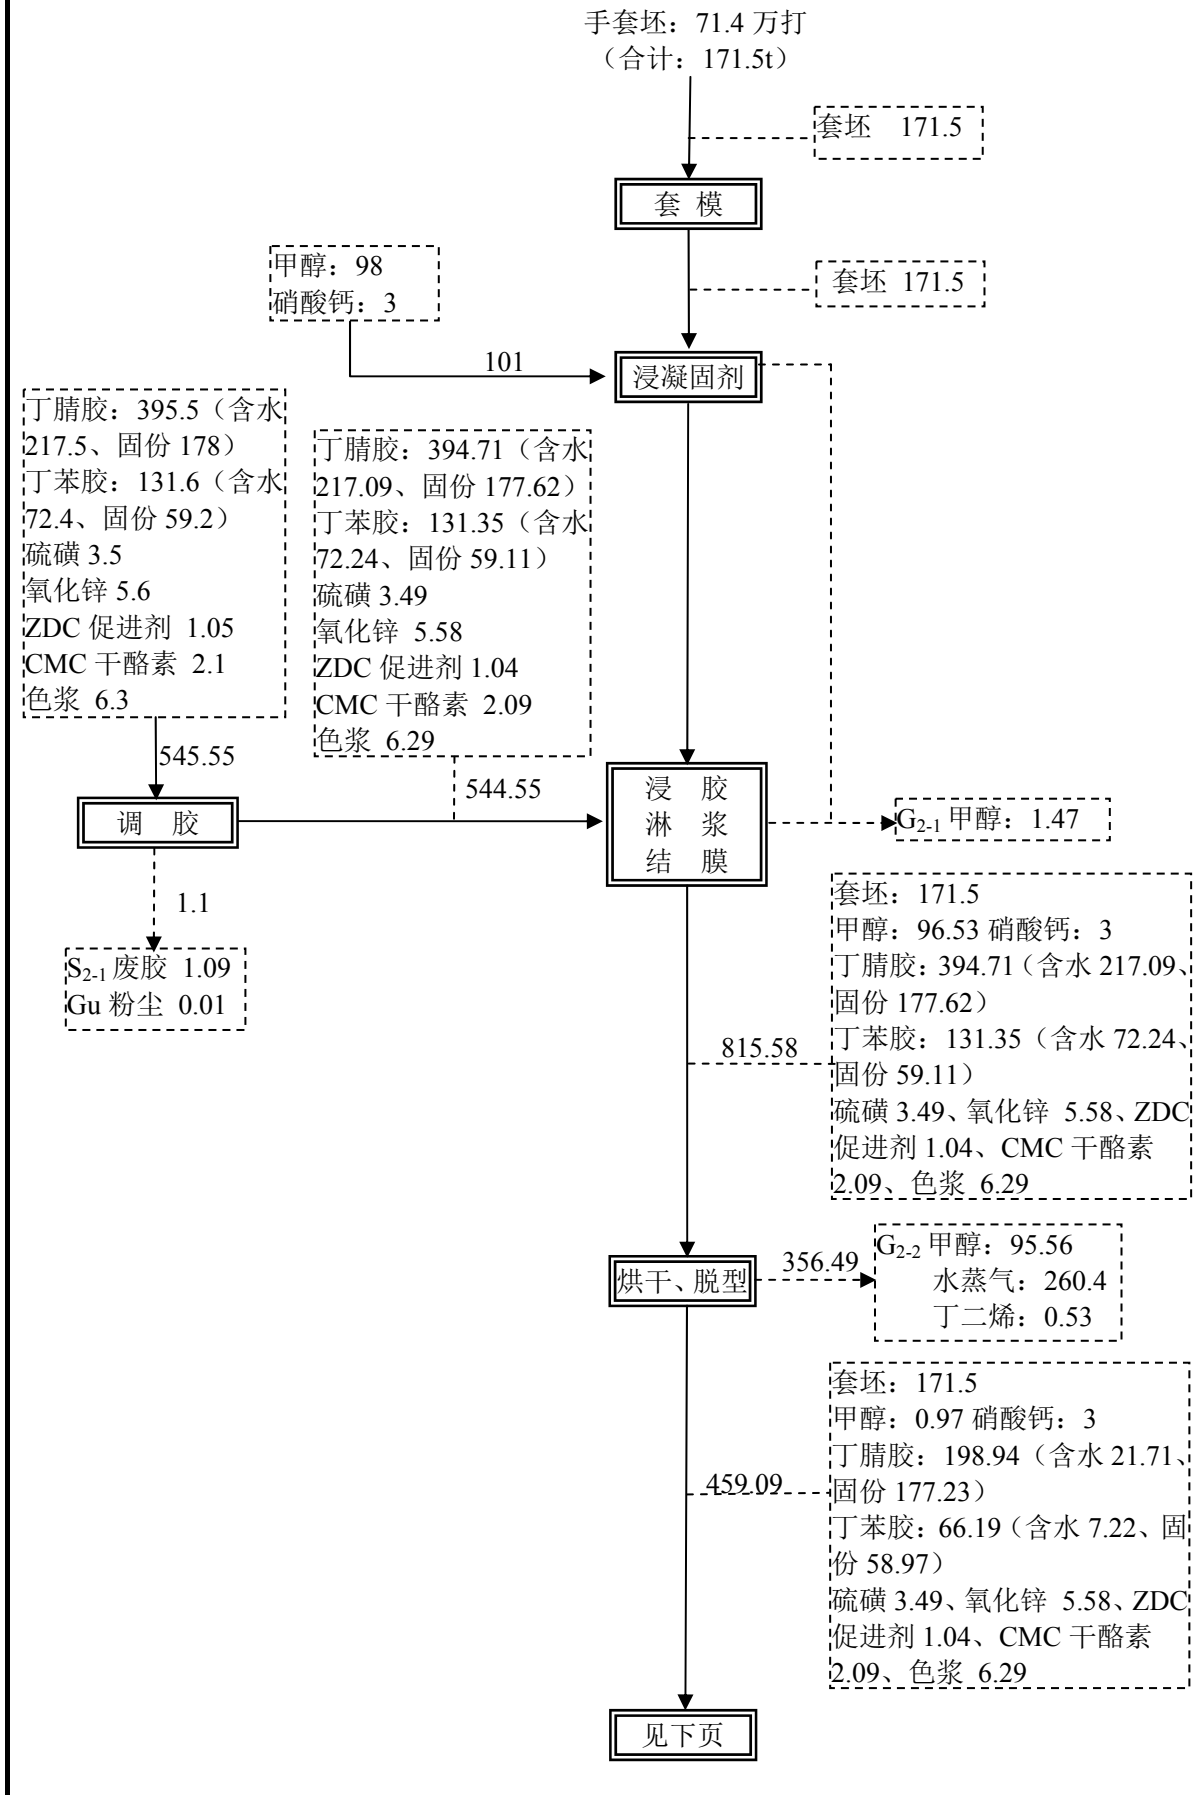 手套坯：71.4 万打
（合计：171.5t）
套坯 171.5
套 模
套坯 171.5
甲醇：98
硝酸钙：3
101
浸凝固剂
丁腈胶：395.5（含水
217.5、固份 178）
丁苯胶：131.6（含水
72.4、固份 59.2）
硫磺 3.5
氧化锌 5.6
ZDC 促进剂 1.05
CMC 干酪素 2.1
色浆 6.3
丁腈胶：394.71（含水
217.09、固份 177.62）
丁苯胶：131.35（含水
72.24、固份 59.11）
硫磺 3.49
氧化锌 5.58
ZDC 促进剂 1.04
CMC 干酪素 2.09
色浆 6.29
545.55
544.55
调 胶
浸 胶
淋 浆
结 膜
G2-1 甲醇：1.47
1.1
S2-1 废胶 1.09
Gu 粉尘 0.01
套坯：171.5
甲醇：96.53 硝酸钙：3
丁腈胶：394.71（含水 217.09、
固份 177.62）
丁苯胶：131.35（含水 72.24、
固份 59.11）
硫磺 3.49、氧化锌 5.58、ZDC
促进剂 1.04、CMC 干酪素
2.09、色浆 6.29
815.58
烘干、脱型
356.49
G2-2 甲醇：95.56
水蒸气：260.4
丁二烯：0.53
套坯：171.5
甲醇：0.97 硝酸钙：3
丁腈胶：198.94（含水 21.71、
固份 177.23）
丁苯胶：66.19（含水 7.22、固
份 58.97）
硫磺 3.49、氧化锌 5.58、ZDC
促进剂 1.04、CMC 干酪素
2.09、色浆 6.29
459.09
见下页